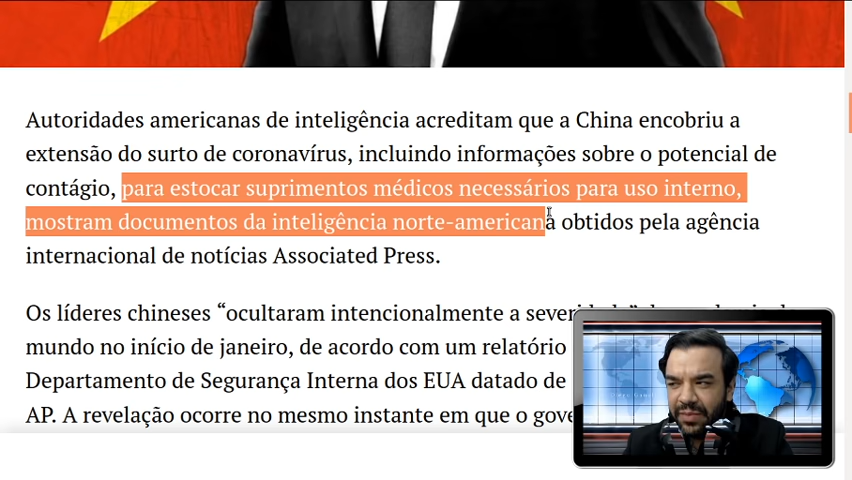 Autoridades americanas de inteligência acreditam que a China encobriu a
extensão do surto de coronavírus, incluindo informações sobre o potencial de
contágio, para estocar suprimentos médicos necessários para uso interno,
mostram documentos da inteligência norte-americana obtidos pela agência
internacional de notícias Associated Press.
Os líderes chineses “ocultaram intencionalmente a
mundo no início de janeiro, de acordo com um relatório
Departamento de Segurança Interna dos EUA datado de
AP. A revelação ocorre no mesmo instante em que o